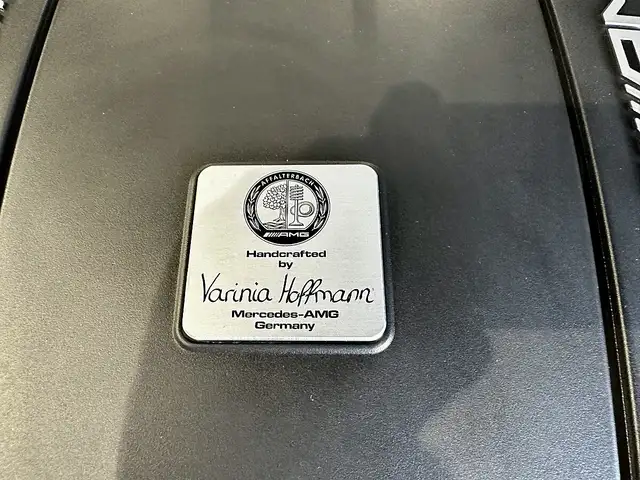 AFFALTERBACH
AMG
Handcrafted
by
Varinia Hoffmann
Mercedes-AMG
Germany